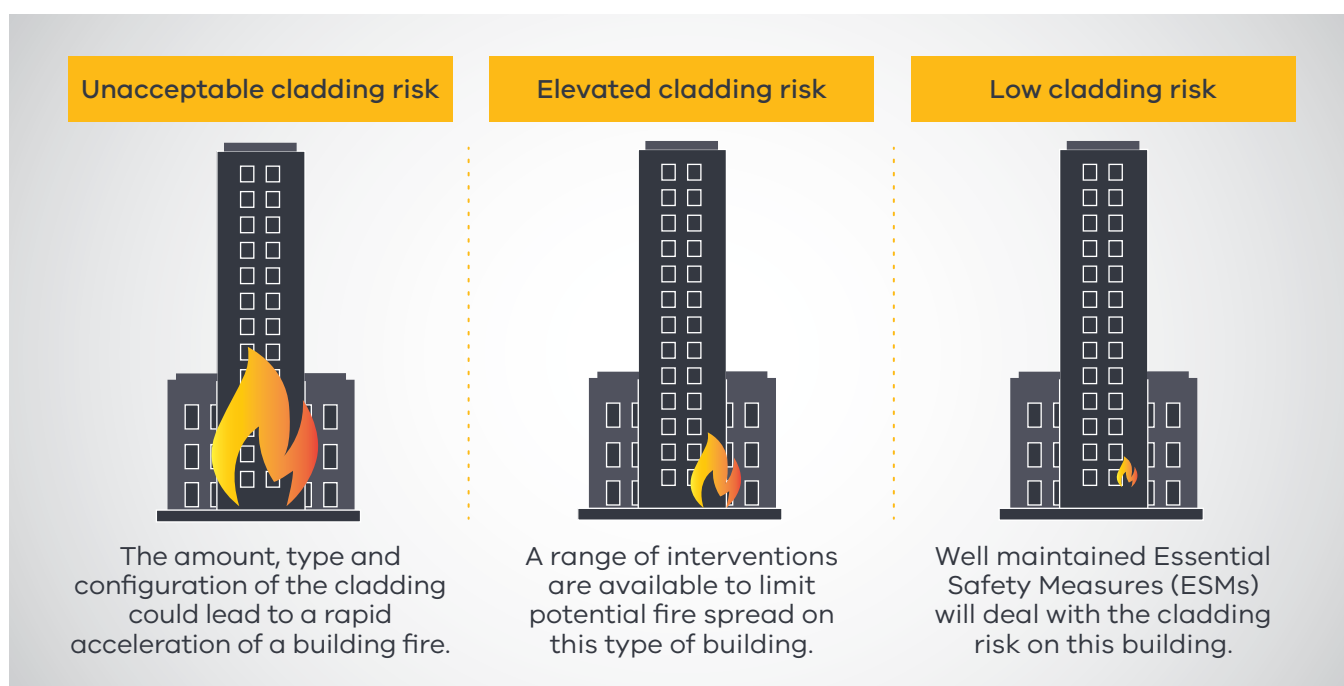 Unacceptable cladding risk
The amount, type and
configuration of the cladding
could lead to a rapid
acceleration of a building fire.
Elevated cladding risk
A range of interventions
are available to limit
potential fire spread on
this type of building.
Low cladding risk
Well maintained Essential
Safety Measures (ESMs)
will deal with the cladding
risk on this building.